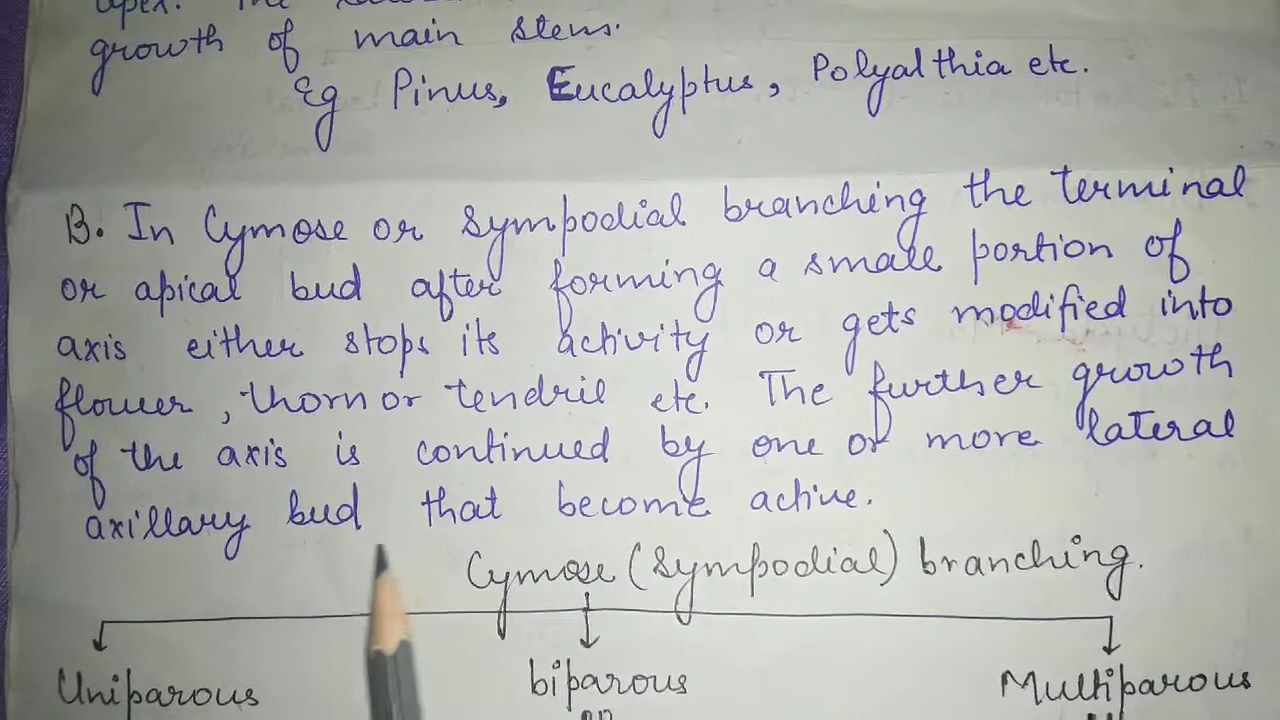 apex. The
growth of main stem.
Eg Pinus, Eucalyptus, Polyalthia etc.
B. In Cymose or Sympodial branching the terminal
or apical bud after forming a small portion of
axis either stops its activity or gets modified into
flower, thorn or tendril etc. The further growth
of the axis is continued by one or more lateral
axillary bud that become active.
Cymose (Sympodial) branching.
Uniparous biparous Multiparous